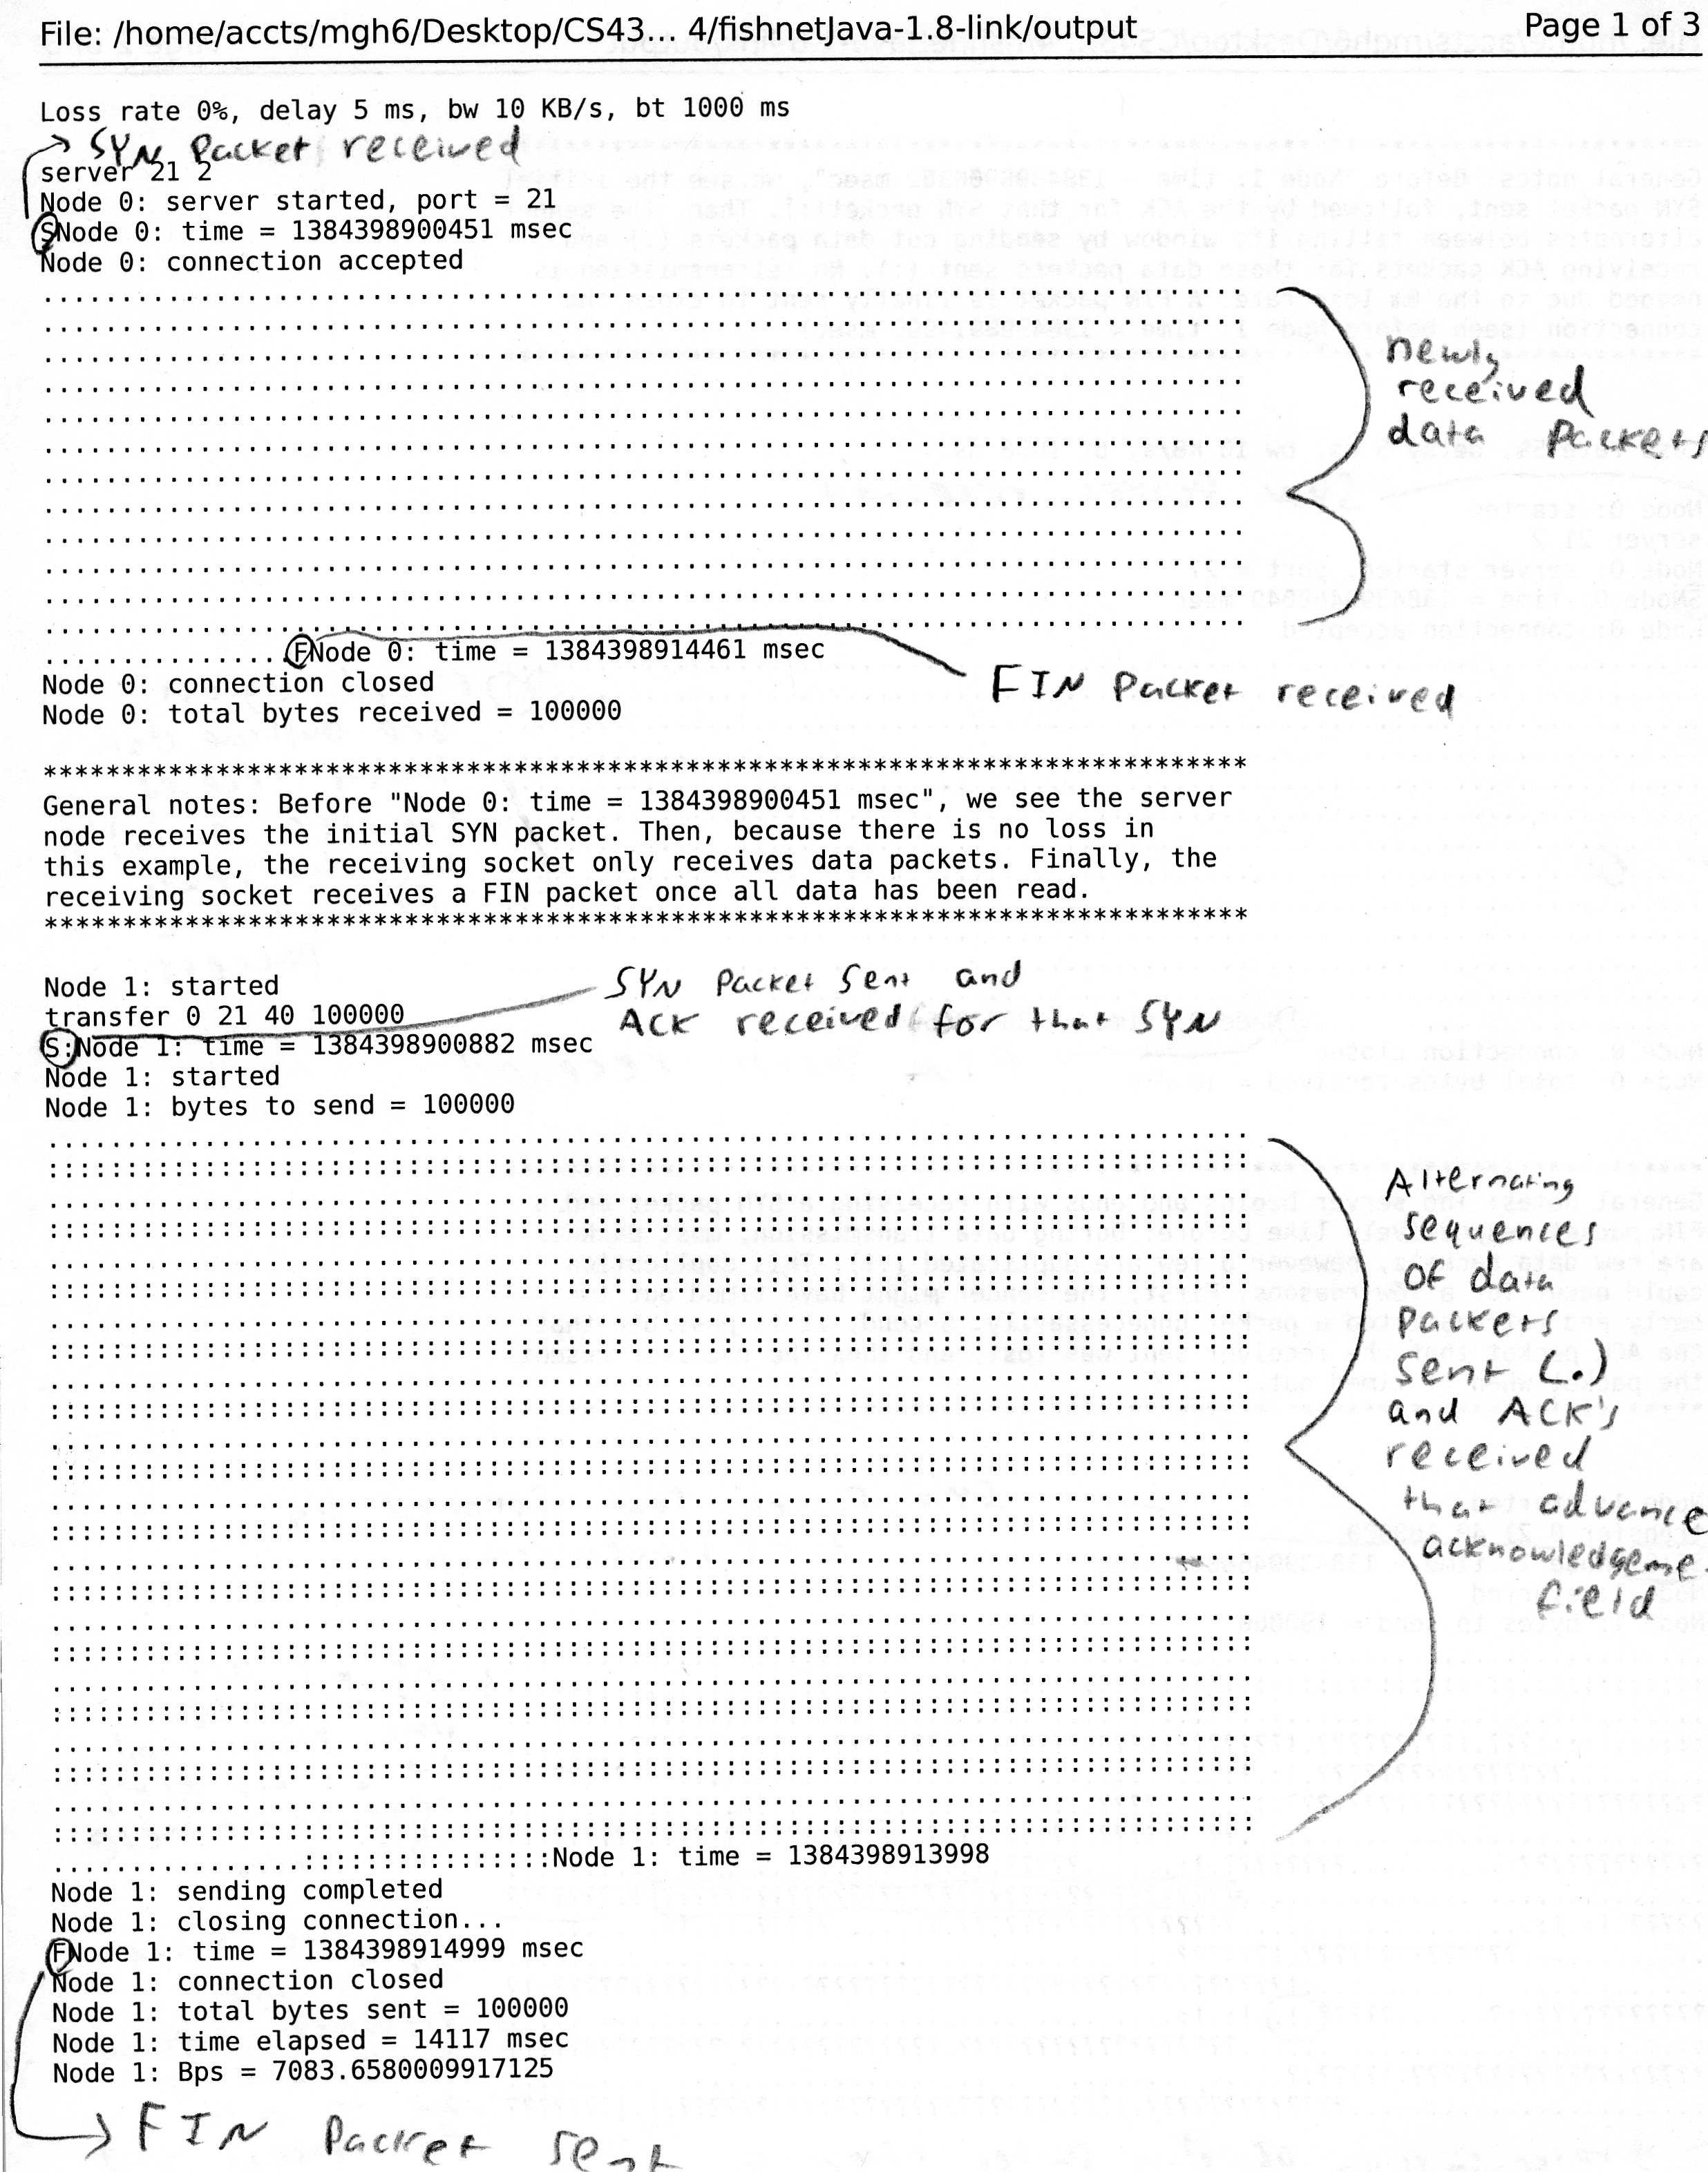 File: /home/accts/mgh6/Desktop/CS43... 4/fishnetJava-1.8-link/output Page 1 of 3
Loss rate 0%, delay 5 ms, bw 10 KB/s, bt 1000 ms
SYN Packet received
server 21 2
Node 0: server started, port = 21
SNode 0: time = 1384398900451 msec
Node 0: connection accepted
.............................................................................
.............................................................................
.............................................................................
.............................................................................
.............................................................................
.............................................................................
.............................................................................
.............................................................................
.............................................................................
.............................................................................
.............................................................................
.............................................................................
newly
received
data Packets
................FNode 0: time = 1384398914461 msec
FIN Packet received
Node 0: connection closed
Node 0: total bytes received = 100000
*****************************************************************************
General notes: Before "Node 0: time = 1384398900451 msec", we see the server
node receives the initial SYN packet. Then, because there is no loss in
this example, the receiving socket only receives data packets. Finally, the
receiving socket receives a FIN packet once all data has been read.
*****************************************************************************
Node 1: started
SYN Packet Sent and
ACK received for that SYN
transfer 0 21 40 100000
S:Node 1: time = 1384398900882 msec
Node 1: started
Node 1: bytes to send = 100000
.............................................................................
:::::::::::::::::::::::::::::::::::::::::::::::::::::::::::::::::::::::::::::
.............................................................................
:::::::::::::::::::::::::::::::::::::::::::::::::::::::::::::::::::::::::::::
.............................................................................
:::::::::::::::::::::::::::::::::::::::::::::::::::::::::::::::::::::::::::::
.............................................................................
:::::::::::::::::::::::::::::::::::::::::::::::::::::::::::::::::::::::::::::
.............................................................................
:::::::::::::::::::::::::::::::::::::::::::::::::::::::::::::::::::::::::::::
.............................................................................
:::::::::::::::::::::::::::::::::::::::::::::::::::::::::::::::::::::::::::::
.............................................................................
:::::::::::::::::::::::::::::::::::::::::::::::::::::::::::::::::::::::::::::
.............................................................................
:::::::::::::::::::::::::::::::::::::::::::::::::::::::::::::::::::::::::::::
.............................................................................
:::::::::::::::::::::::::::::::::::::::::::::::::::::::::::::::::::::::::::::
.............................................................................
:::::::::::::::::::::::::::::::::::::::::::::::::::::::::::::::::::::::::::::
.............................................................................
:::::::::::::::::::::::::::::::::::::::::::::::::::::::::::::::::::::::::::::
.............................................................................
:::::::::::::::::::::::::::::::::::::::::::::::::::::::::::::::::::::::::::::
Alternating
sequences
of data
Packets
sent (.)
and ACK's
received
that advance
acknowledgeme
field
................::::::::::::::::Node 1: time = 1384398913998
Node 1: sending completed
Node 1: closing connection...
FNode 1: time = 1384398914999 msec
Node 1: connection closed
Node 1: total bytes sent = 100000
Node 1: time elapsed = 14117 msec
Node 1: Bps = 7083.6580009917125
FIN Packet sent